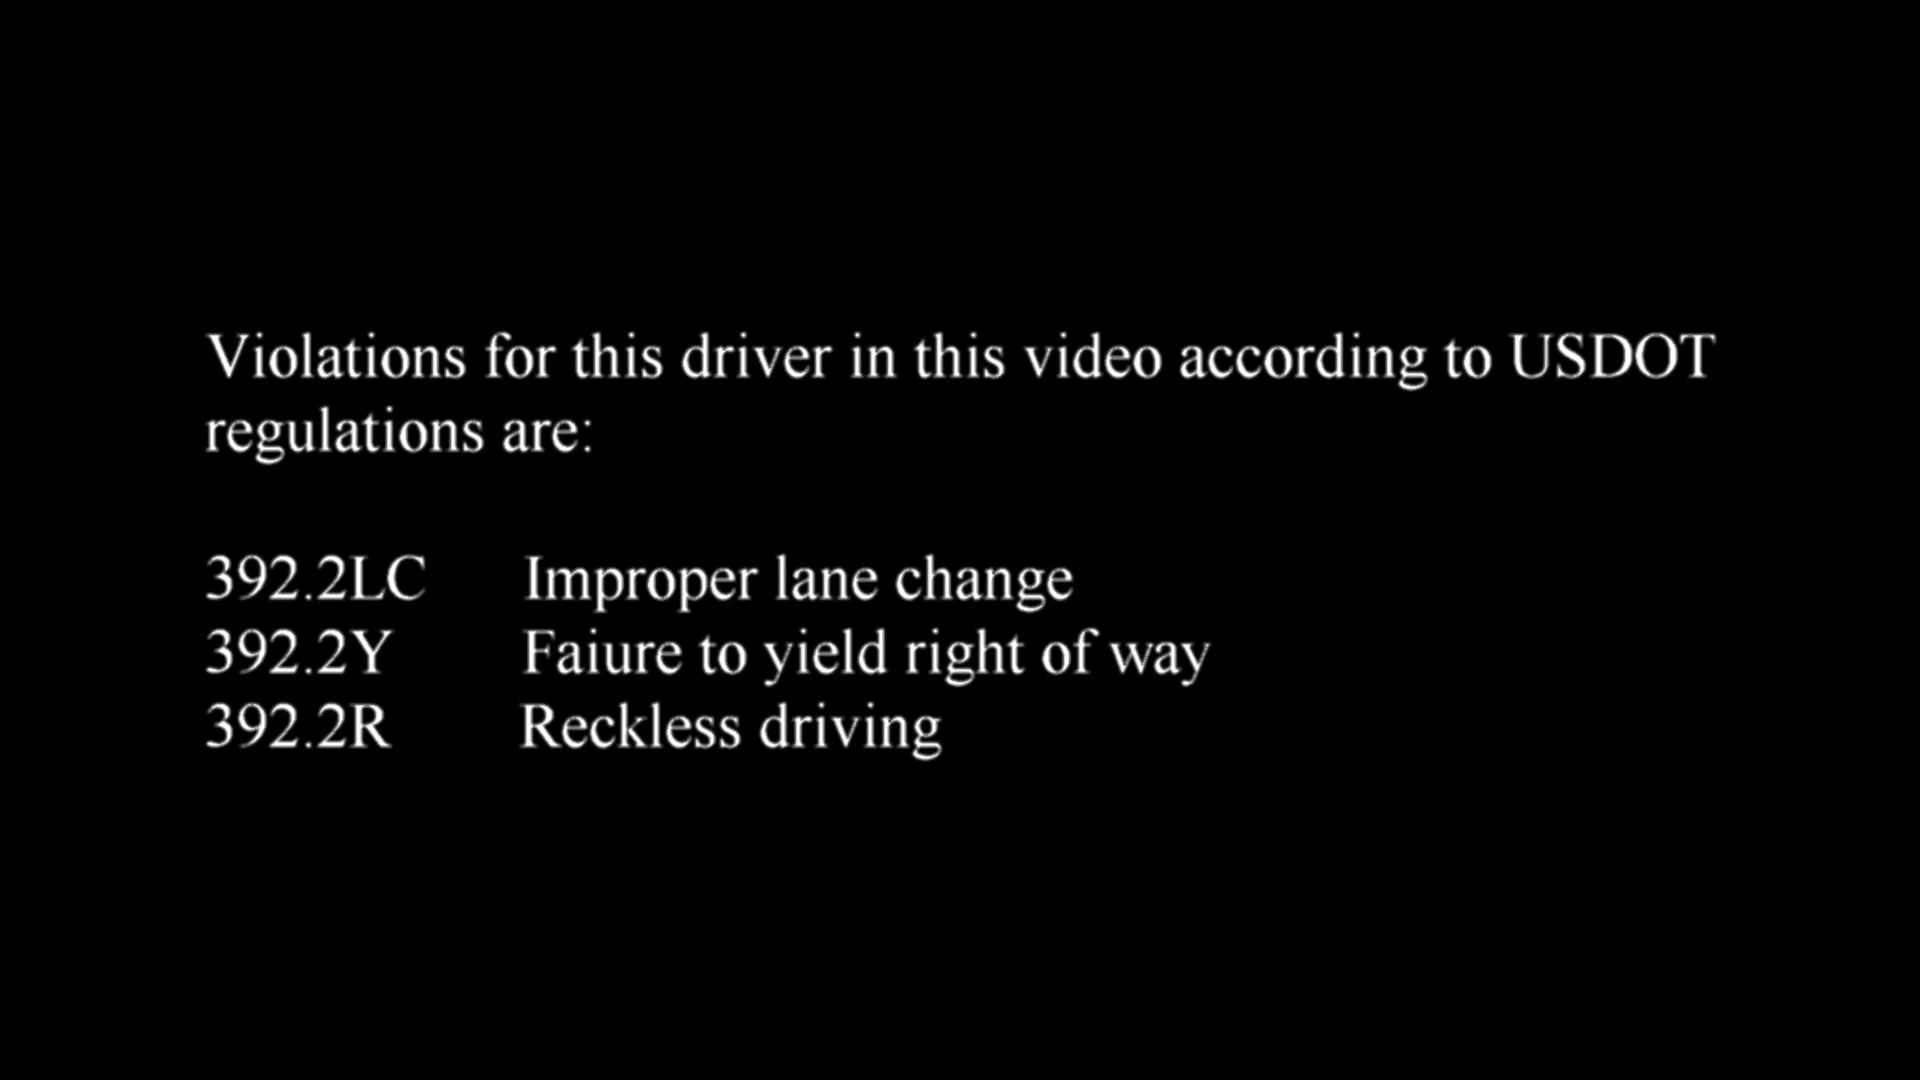 Violations for this driver in this video according to USDOT
regulations are:
392.2LC Improper lane change
392.2Y Faiure to yield right of way
392.2R Reckless driving